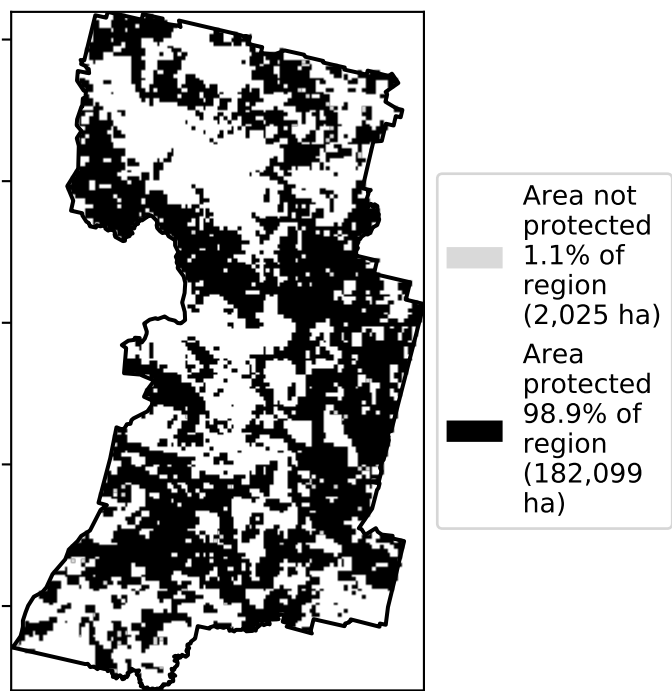 Area not
protected
1.1% of
region
(2,025 ha)
Area
protected
98.9% of
region
(182,099
ha)